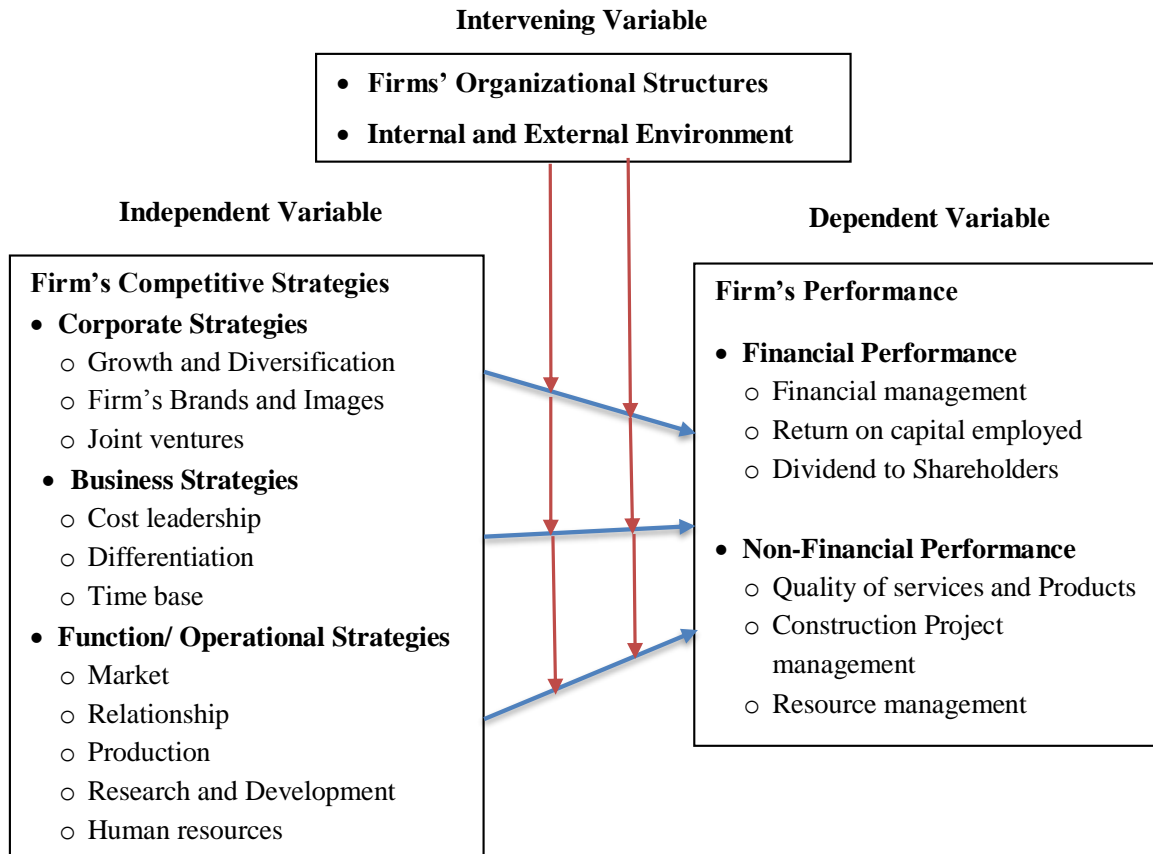 Intervening Variable
• Firms’ Organizational Structures
• Internal and External Environment
Independent Variable
Firm’s Competitive Strategies
• Corporate Strategies
o Growth and Diversification
o Firm’s Brands and Images
o Joint ventures
• Business Strategies
o Cost leadership
o Differentiation
o Time base
• Function/ Operational Strategies
o Market
o Relationship
o Production
o Research and Development
o Human resources
Dependent Variable
Firm’s Performance
• Financial Performance
o Financial management
o Return on capital employed
o Dividend to Shareholders
• Non-Financial Performance
o Quality of services and Products
o Construction Project
management
o Resource management